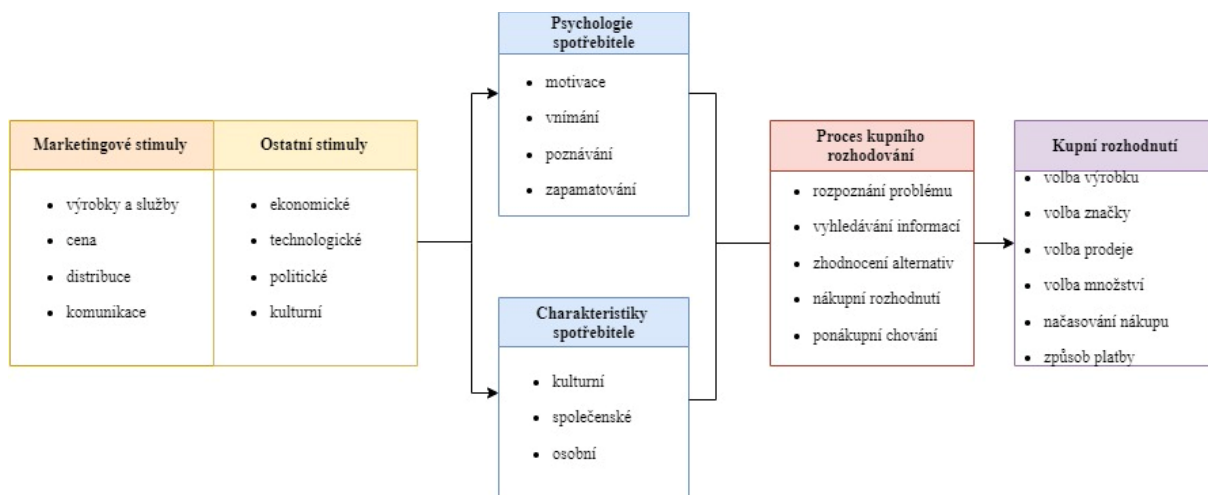 Marketingové stimuly
výrobky a služby
cena
distribuce
komunikace
Ostatní stimuly
ekonomické
technologické
politické
kulturní
Psychologie
spotřebitele
motivace
vnímání
poznávání
zapamatování
Charakteristiky
spotřebitele
kulturní
společenské
osobní
Proces kupního
rozhodování
rozpoznání problému
vyhledávání informací
zhodnocení alternativ
nákupní rozhodnutí
ponákupní chování
Kupní rozhodnutí
volba výrobku
volba značky
volba prodeje
volba množství
načasování nákupu
způsob platby